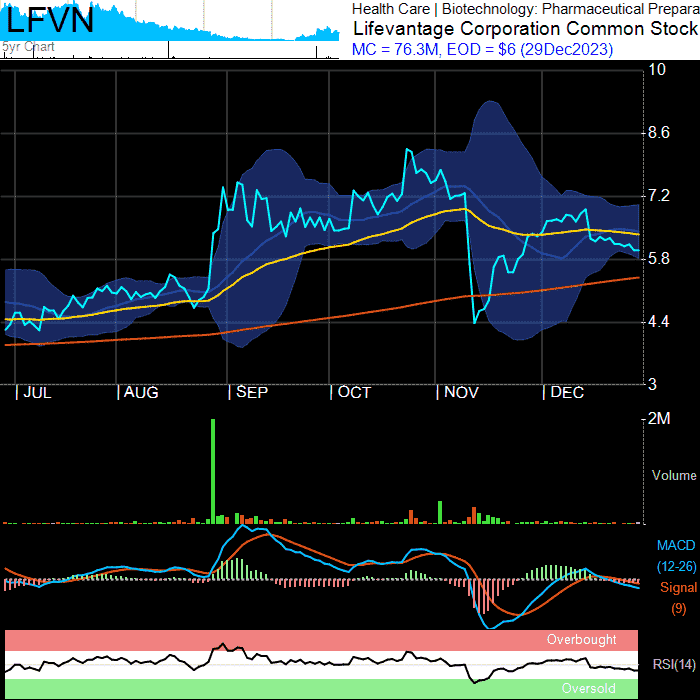 LFVN
5yr Chart
Health Care | Biotechnology: Pharmaceutical Prepara
Lifevantage Corporation Common Stock
MC = 76.3M, EOD = $6 (29Dec2023)
10
8.6
7.2
5.8
4.4
3
| JUL | AUG | SEP | OCT | NOV | DEC
2M
Volume
MACD
(12-26)
Signal
(9)
Overbought
RSI(14)
Oversold